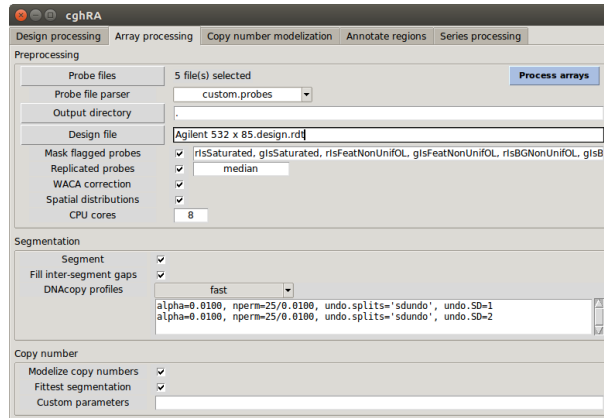 cghRA
Design processing Array processing Copy number modelization Annotate regions Series processing
Preprocessing
Probe files 5 file(s) selected Process arrays
Probe file parser custom.probes
Output directory .
Design file Agilent 532 x 85.design.rdt
Mask flagged probes rIsSaturated, gIsSaturated, rIsFeatNonUnifOL, gIsFeatNonUnifOL, rIsBGNonUnifOL, gIsB
Replicated probes median
WACA correction
Spatial distributions
CPU cores 8
Segmentation
Segment
Fill inter-segment gaps
DNAcopy profiles fast
alpha=0.0100, nperm=25/0.0100, undo.splits='sdundo', undo.SD=1
alpha=0.0100, nperm=25/0.0100, undo.splits='sdundo', undo.SD=2
Copy number
Modelize copy numbers
Fittest segmentation
Custom parameters